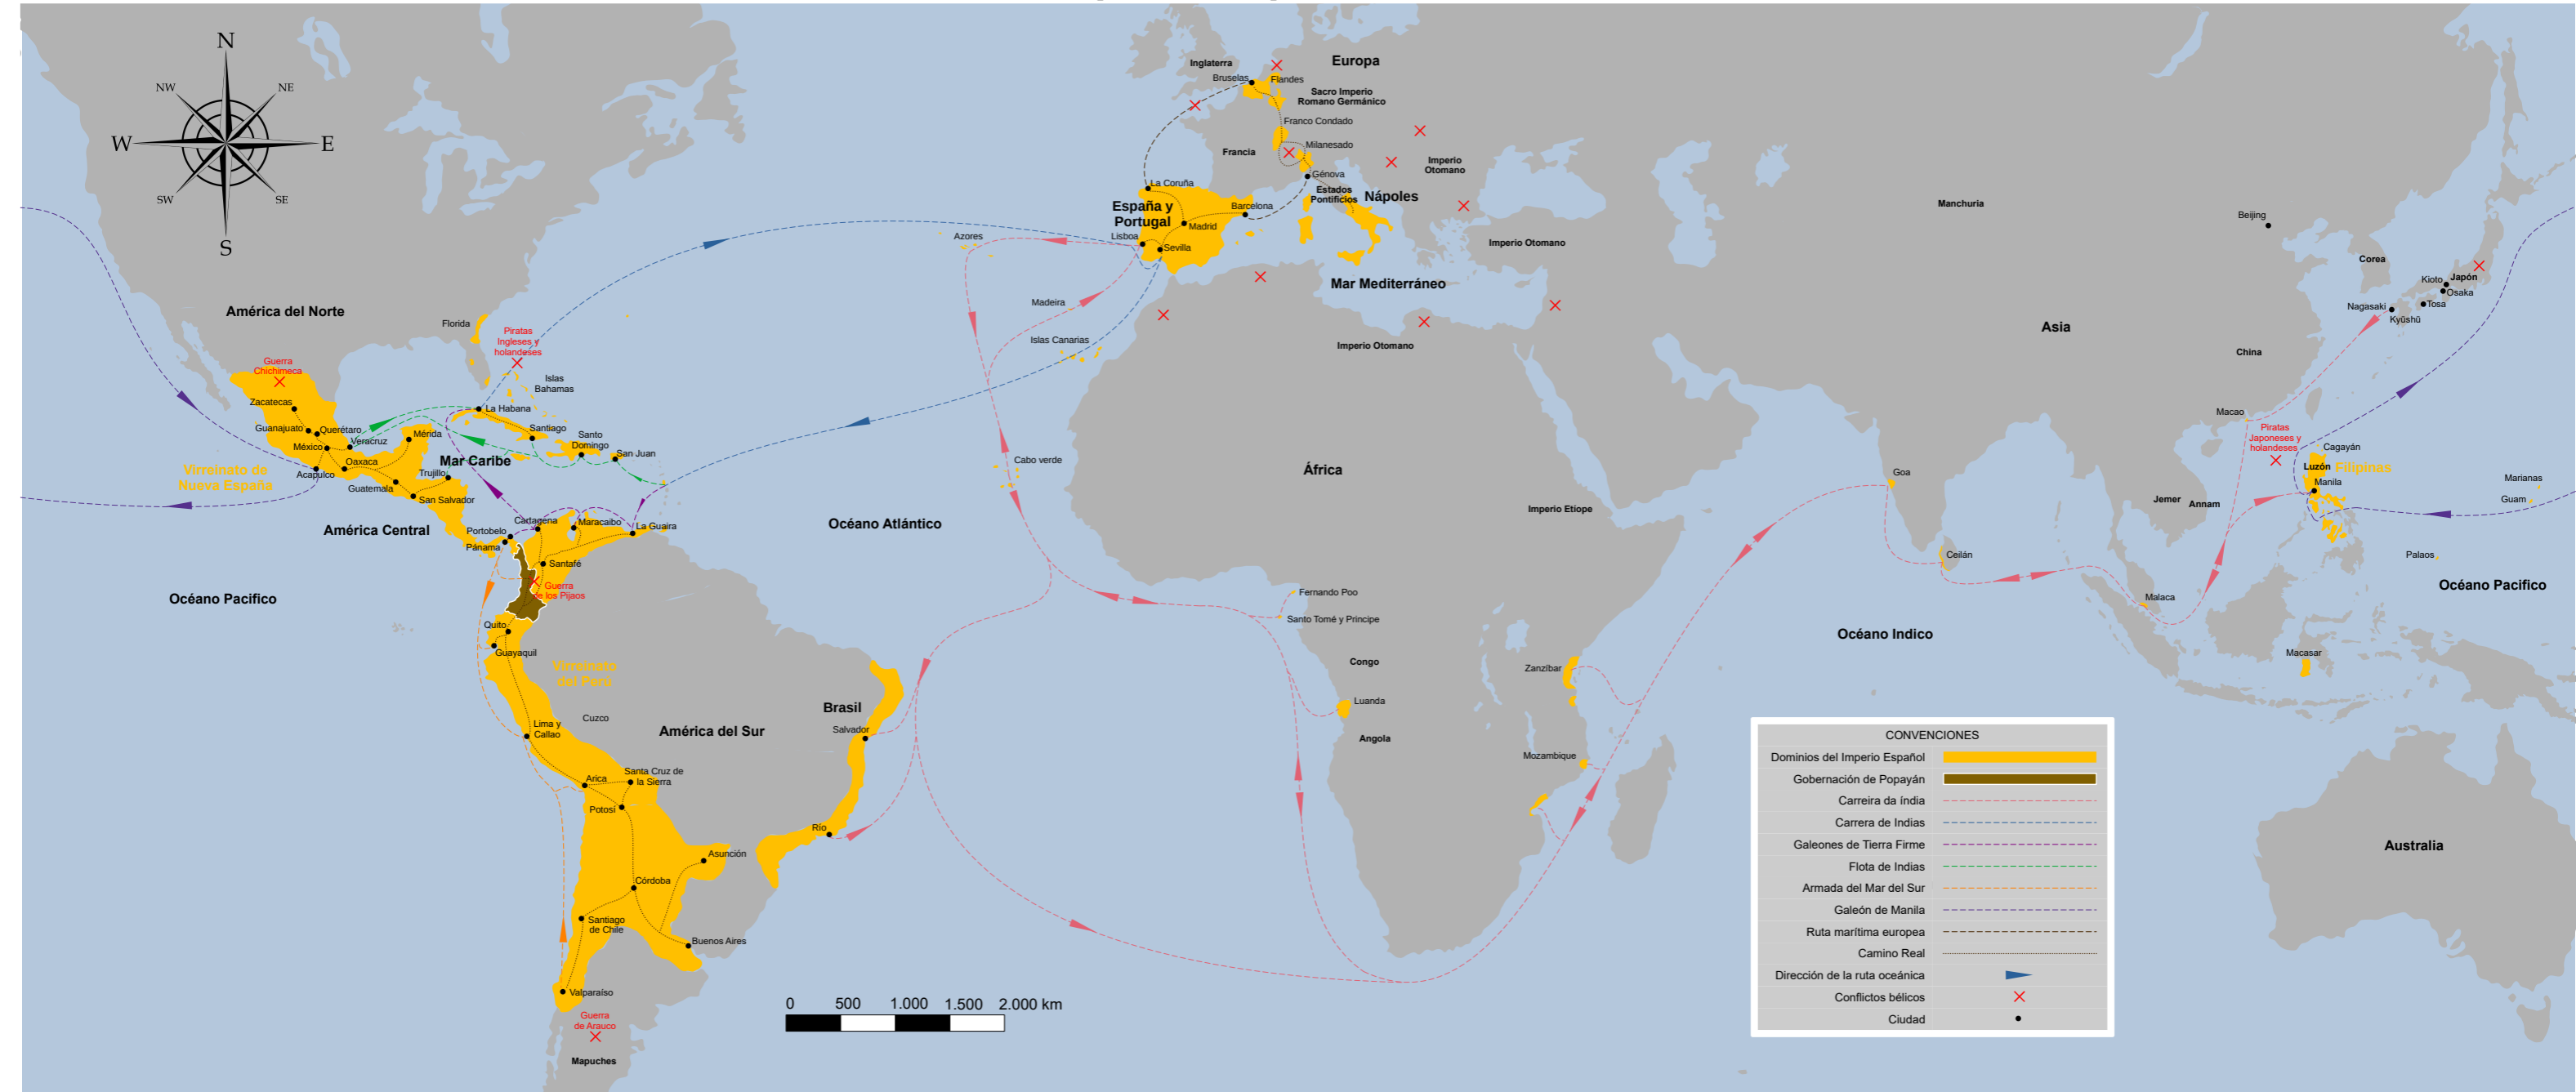 N
NW
NE
W
E
SW
SE
S
Inglaterra
Europa
Bruselas
Flandes
Sacro Imperio
Romano Germánico
Franco Condado
Milanesado
Francia
Imperio
Otomano
Génova
La Coruña
Estados
Pontificios
Nápoles
España y
Portugal
Barcelona
Madrid
Lisboa
Sevilla
Azores
Imperio Otomano
Manchuria
Beijing
Corea
Kioto
Japón
Osaka
Nagasaki
Tosa
Kyūshū
Mar Mediterráneo
Madeira
América del Norte
Florida
Piratas
Ingleses y
holandeses
Islas Canarias
Imperio Otomano
Asia
China
Guerra
Chichimeca
Islas
Bahamas
Zacatecas
La Habana
Guanajuato
Querétaro
México
Veracruz
Mérida
Santiago
Santo
Domingo
San Juan
Macao
Piratas
Japoneses y
holandeses
Cagayán
Virreinato de
Nueva España
Acapulco
Oaxaca
Mar Caribe
Trujillo
Guatemala
San Salvador
Cabo verde
África
Goa
Luzón
Filipinas
Manila
Marianas
Guam
Jemer
Annam
América Central
Portobelo
Pánama
Cartagena
Maracaibo
La Guaira
Océano Atlántico
Imperio Etiope
Santafé
Ceilán
Palaos
Océano Pacifico
Guerra
de los Pijaos
Fernando Poo
Malaca
Océano Pacifico
Quito
Santo Tomé y Principe
Océano Indico
Guayaquil
Virreinato
del Perú
Congo
Zanzíbar
Macasar
Brasil
Luanda
Cuzco
Lima y
Callao
América del Sur
Salvador
Angola
Mozambique
Arica
Santa Cruz de
la Sierra
Potosí
Río
Asunción
Australia
Córdoba
Santiago
de Chile
Buenos Aires
Valparaíso
Guerra
de Arauco
Mapuches
0 500 1.000 1.500 2.000 km
CONVENCIONES
Dominios del Imperio Español
Gobernación de Popayán
Carreira da índia
Carrera de Indias
Galeones de Tierra Firme
Flota de Indias
Armada del Mar del Sur
Galeón de Manila
Ruta marítima europea
Camino Real
Dirección de la ruta oceánica
Conflictos bélicos
Ciudad